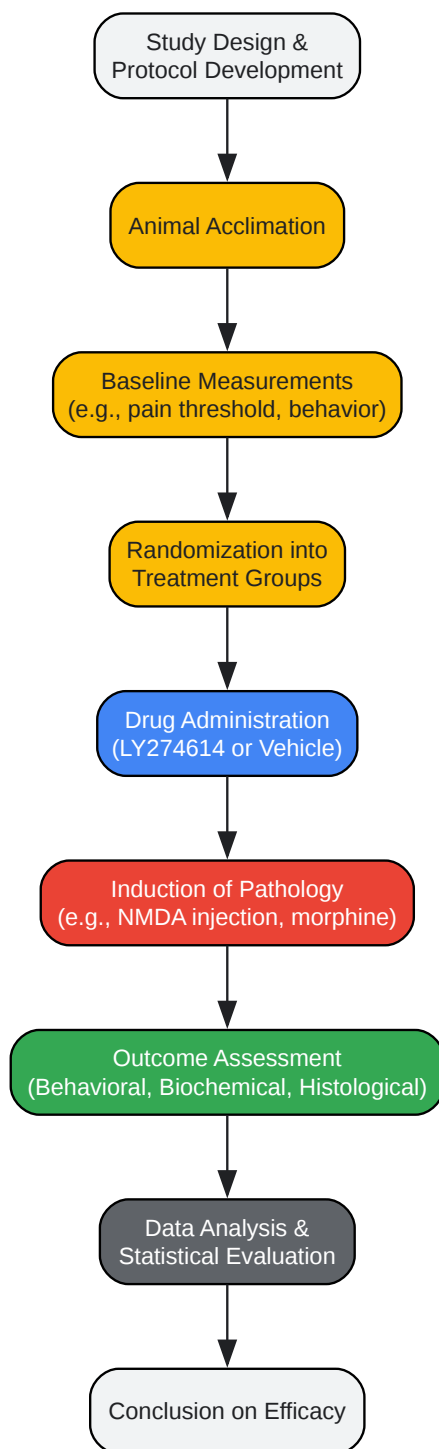 Study Design &
Protocol Development
Animal Acclimation
Baseline Measurements
(e.g., pain threshold, behavior)
Randomization into
Treatment Groups
Drug Administration
(LY274614 or Vehicle)
Induction of Pathology
(e.g., NMDA injection, morphine)
Outcome Assessment
(Behavioral, Biochemical, Histological)
Data Analysis &
Statistical Evaluation
Conclusion on Efficacy